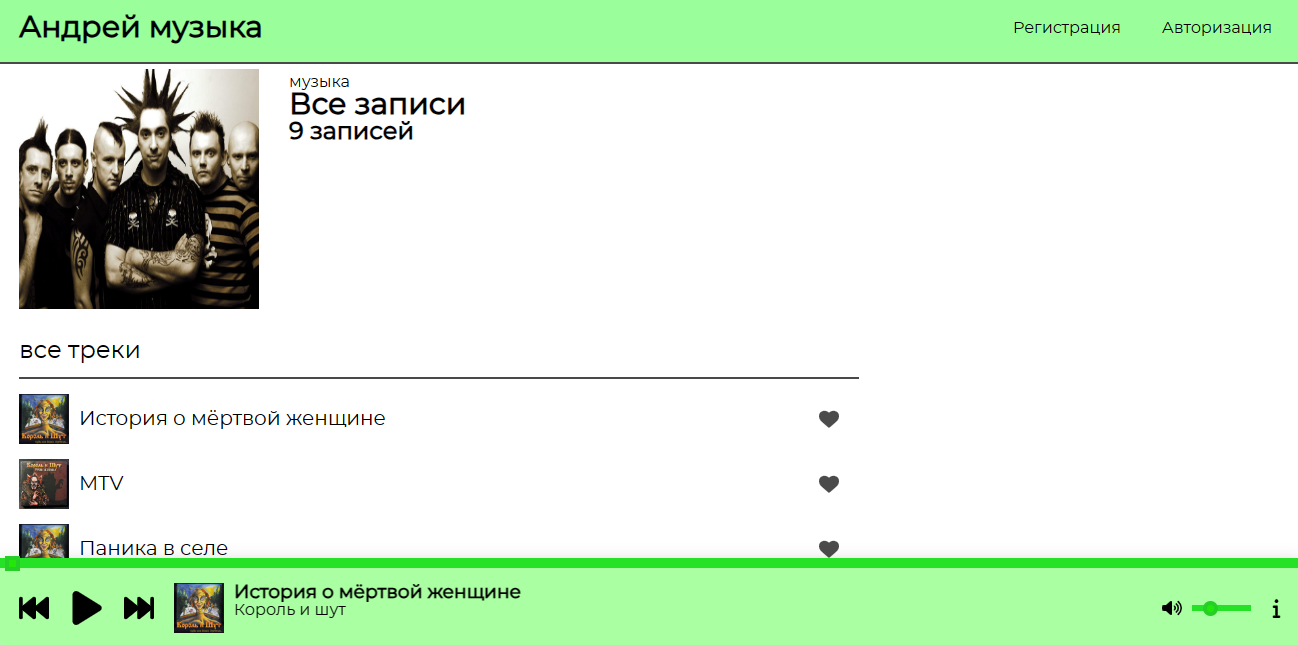 Андрей музыка
Регистрация
Авторизация
музыка
Все записи
9 записей
все треки
История о мёртвой женщине
MTV
Паника в селе
История о мёртвой женщине
Король и шут